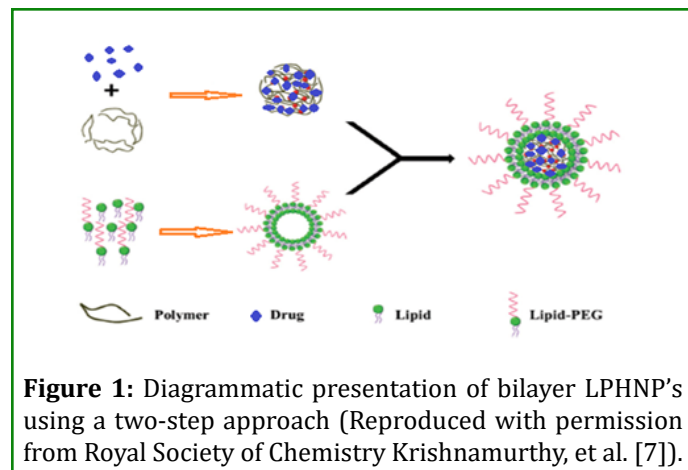 +
Polymer Drug Lipid Lipid-PEG
Figure 1: Diagrammatic presentation of bilayer LPHNP’s
using a two-step approach (Reproduced with permission
from Royal Society of Chemistry Krishnamurthy, et al. [7]).